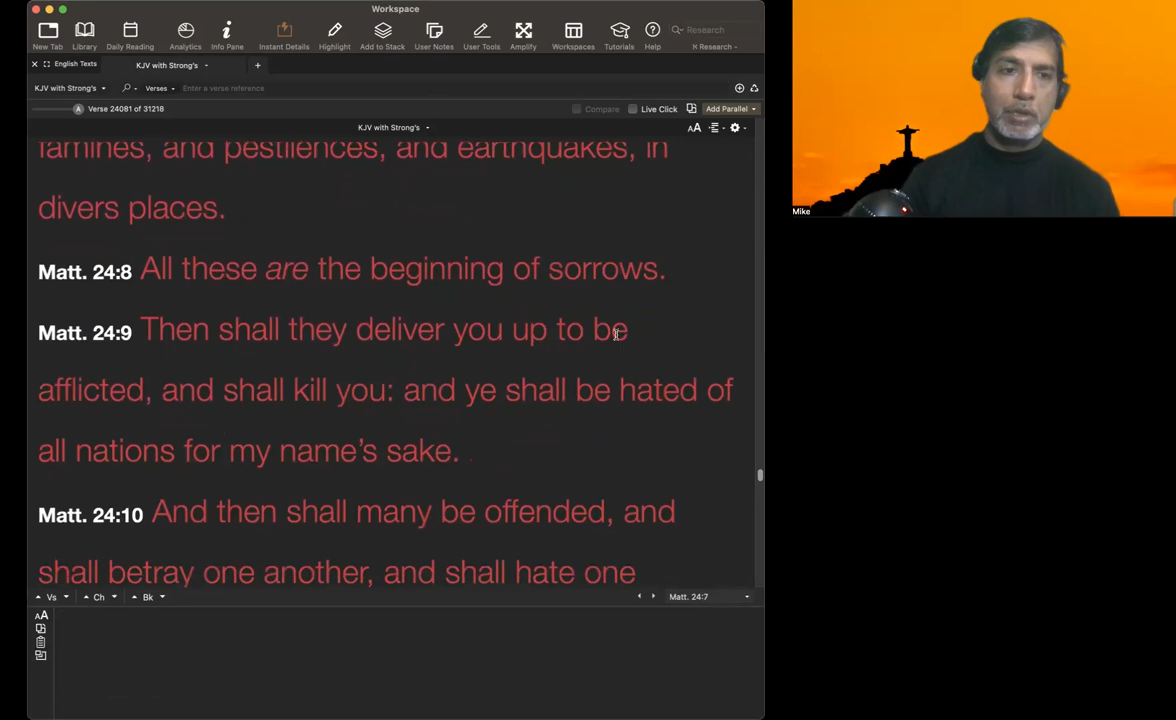 Workspace
New Tab Library Daily Reading Analytics Info Pane Instant Details Highlight Add to Stack User Notes User Tools Amplify Workspaces Tutorials Help Research
Research
English Texts KJV with Strong's +
KJV with Strong's Verses Enter a verse reference
A Verse 24081 of 31218 Compare Live Click Add Parallel
KJV with Strong's AA
famines, and pestilences, and earthquakes, in
divers places.
Matt. 24:8 All these are the beginning of sorrows.
Matt. 24:9 Then shall they deliver you up to be
afflicted, and shall kill you: and ye shall be hated of
all nations for my name’s sake.
Matt. 24:10 And then shall many be offended, and
shall betray one another, and shall hate one
Vs Ch Bk Matt. 24:7
AA
Mike